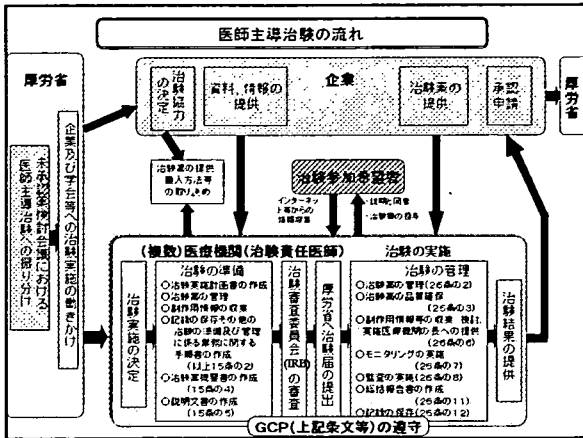 医師主導治験の流れ
厚労省
未承認薬検討会議における
医師主導治験への振り分け
企業及び学会等への治験実施の働きかけ
企業
治験協力
の決定
資料、情報の
提供
治験薬の
提供
承認
申請
厚労省
治験薬の提供
購入方法等
の取り決め
治験参加希望者
インターネッ
ト等からの
情報収集
・説明と同意
・治験薬の投与
(複数)医療機関(治験責任医師)
治験の実施
治験実施の決定
治験の準備
○治験実施計画書の作成
○治験薬の管理
○副作用情報の収集
○記録の保存その他の
治験の準備及び管理
に係る業務に関する
手順書の作成
(以上15条の2)
○治験薬概要書の作成
(15条の4)
○説明文書の作成
(15条の5)
治験審査委員会(IRB)の審査
厚労省へ治験届の提出
治験の管理
○治験薬の管理(26条の2)
○治験薬の品質確保
(26条の3)
○副作用情報等の収集、検討、
実施医療機関の長への提供
(26条の6)
○モニタリングの実施
(26条の7)
○監査の実施(26条の8)
○総括報告書の作成
(26条の11)
○記録の保存(26条の12)
治験結果の提供
GCP(上記条文等)の遵守